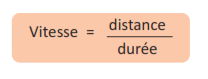 Vitesse = distance
durée